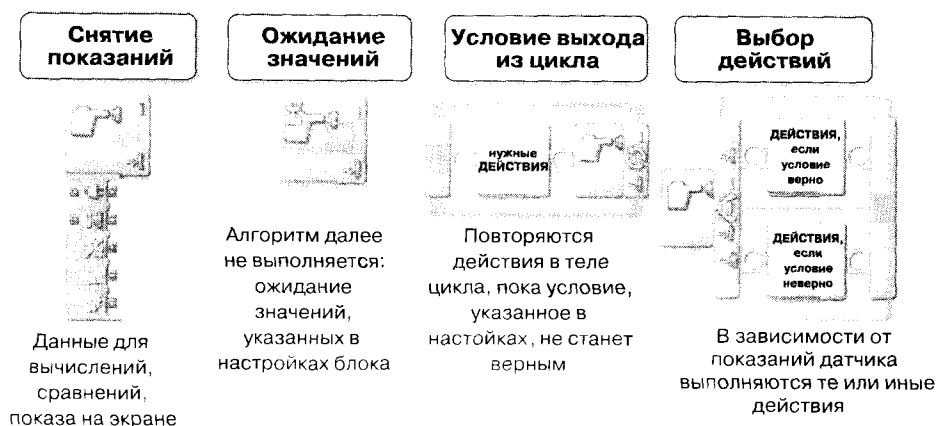 Снятие
показаний
Ожидание
значений
Условие выхода
из цикла
Выбор
действий
нужные
ДЕЙСТВИЯ
ДЕЙСТВИЯ,
если
условие
верно
ДЕЙСТВИЯ,
если
условие
неверно
Данные для
вычислений,
сравнений,
показа на экране
Алгоритм далее
не выполняется:
ожидание
значений,
указанных в
настройках блока
Повторяются
действия в теле
цикла, пока условие,
указанное в
настойках, не станет
верным
В зависимости от
показаний датчика
выполняются те или иные
действия